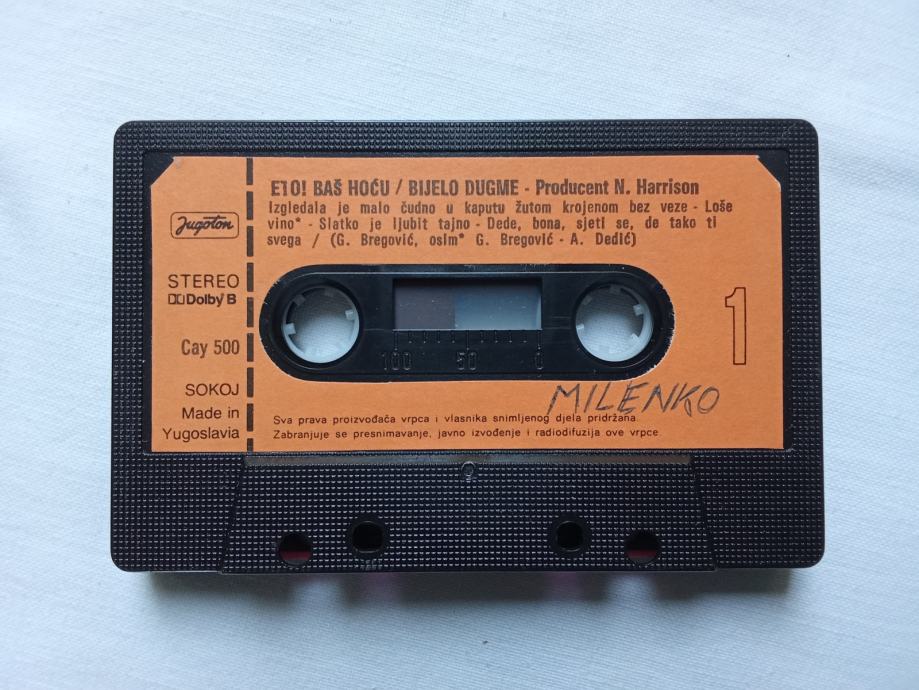 ETO! BAŠ HOĆU / BIJELO DUGME - Producent N. Harrison
Izgledala je malo čudno u kaputu žutom krojenom bez veze - Loše
vino* - Slatko je ljubit tajno - Dede, bona, sjeti se, de tako ti
svega / (G. Bregović, osim* G. Bregović - A. Dedić)
Jugoton
STEREO
Dolby B
Cay 500
SOKOJ
Made in
Yugoslavia
1
100 50 0
MILENKO
Sva prava proizvođača vrpca i vlasnika snimljenog djela pridržana.
Zabranjuje se presnimavanje, javno izvođenje i radiodifuzija ove vrpce.